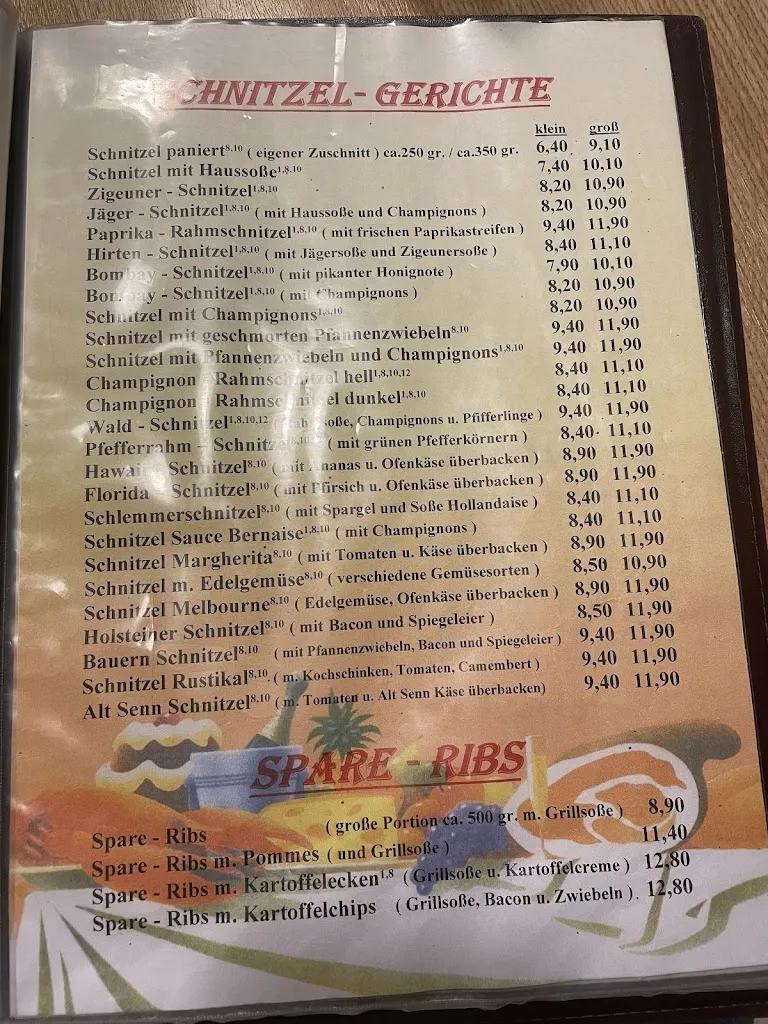 SCHNITZEL- GERICHTE
klein groß
Schnitzel paniert8,10 ( eigener Zuschnitt ) ca.250 gr. / ca.350 gr. 6,40 9,10
Schnitzel mit Haussoße1,8,10 7,40 10,10
Zigeuner - Schnitzel1,8,10 8,20 10,90
Jäger - Schnitzel1,8,10 ( mit Haussoße und Champignons ) 8,20 10,90
Paprika - Rahmschnitzel1,8,10 ( mit frischen Paprikastreifen ) 9,40 11,90
Hirten - Schnitzel1,8,10 ( mit Jägersoße und Zigeunersoße ) 8,40 11,10
Bombay - Schnitzel1,8,10 ( mit pikanter Honignote ) 7,90 10,10
Bombay - Schnitzel1,8,10 ( mit Champignons ) 8,20 10,90
Schnitzel mit Champignons1,8,10 8,20 10,90
Schnitzel mit geschmorten Pfannenzwiebeln8,10 9,40 11,90
Schnitzel mit Pfannenzwiebeln und Champignons1,8,10 9,40 11,90
Champignon - Rahmschnitzel hell1,8,10,12 8,40 11,10
Champignon - Rahmschnitzel dunkel1,8,10 8,40 11,10
Wald - Schnitzel1,8,10,12 Champignons u. Pfifferlinge ) 9,40 11,90
Pfefferrahm - Schnitzel ( mit grünen Pfefferkörnern ) 8,40 11,10
Hawaii - Schnitzel8,10 ( mit Ananas u. Ofenkäse überbacken ) 8,90 11,90
Florida - Schnitzel8,10 ( mit Pfirsich u. Ofenkäse überbacken ) 8,90 11,90
Schlemmerschnitzel8,10 ( mit Spargel und Soße Hollandaise ) 8,40 11,10
Schnitzel Sauce Bernaise1,8,10 ( mit Champignons ) 8,40 11,10
Schnitzel Margherita8,10 ( mit Tomaten u. Käse überbacken ) 8,90 11,90
Schnitzel m. Edelgemüse8,10 ( verschiedene Gemüsesorten ) 8,50 10,90
Schnitzel Melbourne8,10 ( Edelgemüse, Ofenkäse überbacken ) 8,90 11,90
Holsteiner Schnitzel8,10 ( mit Bacon und Spiegeleier ) 8,50 11,90
Bauern Schnitzel8,10 ( mit Pfannenzwiebeln, Bacon und Spiegeleier ) 9,40 11,90
Schnitzel Rustikal8,10. ( m. Kochschinken, Tomaten, Camembert ) 9,40 11,90
Alt Senn Schnitzel8,10 ( m. Tomaten u. Alt Senn Käse überbacken) 9,40 11,90
SPARE - RIBS
Spare - Ribs ( große Portion ca. 500 gr. m. Grillsoße ) 8,90
Spare - Ribs m. Pommes ( und Grillsoße ) 11,40
Spare - Ribs m. Kartoffelecken1,8 ( Grillsoße u. Kartoffelcreme ) 12,80
Spare - Ribs m. Kartoffelchips ( Grillsoße, Bacon u. Zwiebeln ). 12,80